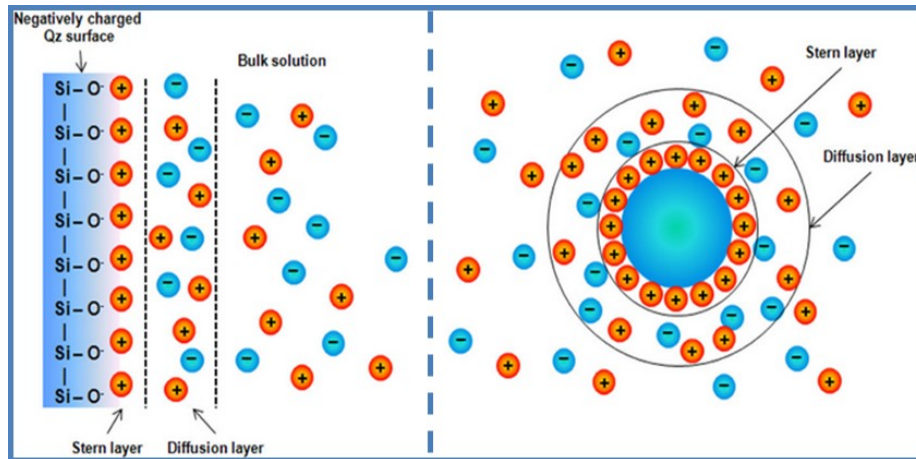 Negatively charged
Qz surface
Bulk solution
Si – O-
Si – O-
Si – O-
Si – O-
Si – O-
Si – O-
Si – O-
Si – O-
Stern layer
Diffusion layer
Stern layer
Diffusion layer